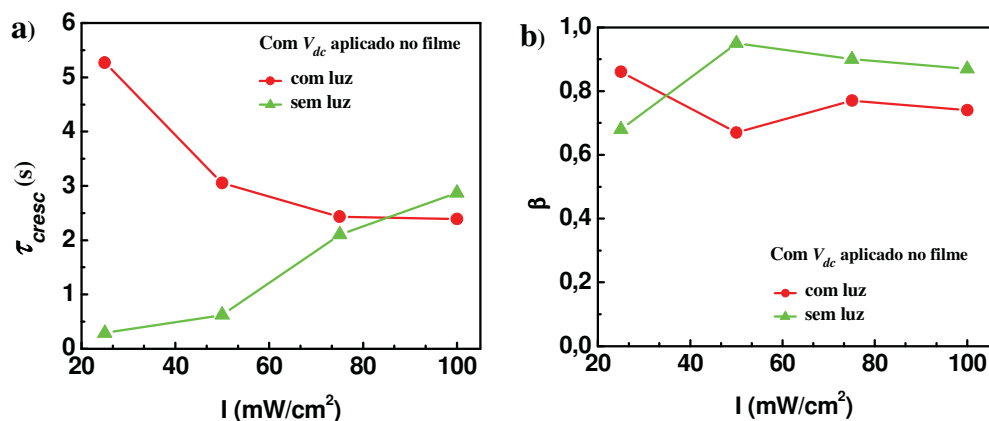 a)
Com V_dc aplicado no filme
com luz
sem luz
τ_cresc (s)
6
5
4
3
2
1
0
20
40
60
80
100
I (mW/cm²)
b)
1,0
0,8
0,6
0,4
0,2
0,0
β
Com V_dc aplicado no filme
com luz
sem luz
20
40
60
80
100
I (mW/cm²)